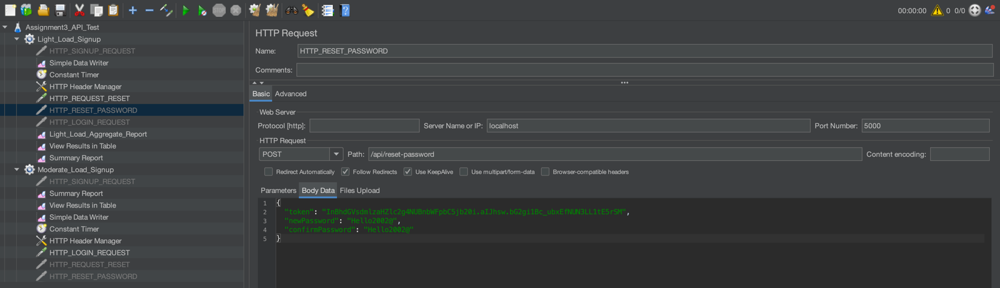 00:00:00 0 0/0
Assignment3_API_Test
Light_Load_Signup
HTTP_SIGNUP_REQUEST
Simple Data Writer
Constant Timer
HTTP Header Manager
HTTP_REQUEST_RESET
HTTP_RESET_PASSWORD
HTTP_LOGIN_REQUEST
Light_Load_Aggregate_Report
View Results in Table
Summary Report
Moderate_Load_Signup
HTTP_SIGNUP_REQUEST
Summary Report
View Results in Table
Simple Data Writer
Constant Timer
HTTP Header Manager
HTTP_LOGIN_REQUEST
HTTP_REQUEST_RESET
HTTP_RESET_PASSWORD
HTTP Request
Name: HTTP_RESET_PASSWORD
Comments:
Basic Advanced
Web Server
Protocol [http]: Server Name or IP: localhost Port Number: 5000
HTTP Request
POST Path: /api/reset-password Content encoding:
Redirect Automatically Follow Redirects Use KeepAlive Use multipart/form-data Browser-compatible headers
Parameters Body Data Files Upload
1 {
2 "token": "InBhdGVsdmlzaHZlc2g4NUBnbWFpbC5jb20i.aIJhsw.bG2gi1Bc_ubxEfNUN3LL1tE5rSM",
3 "newPassword": "Hello2002@",
4 "confirmPassword": "Hello2002@"
5 }